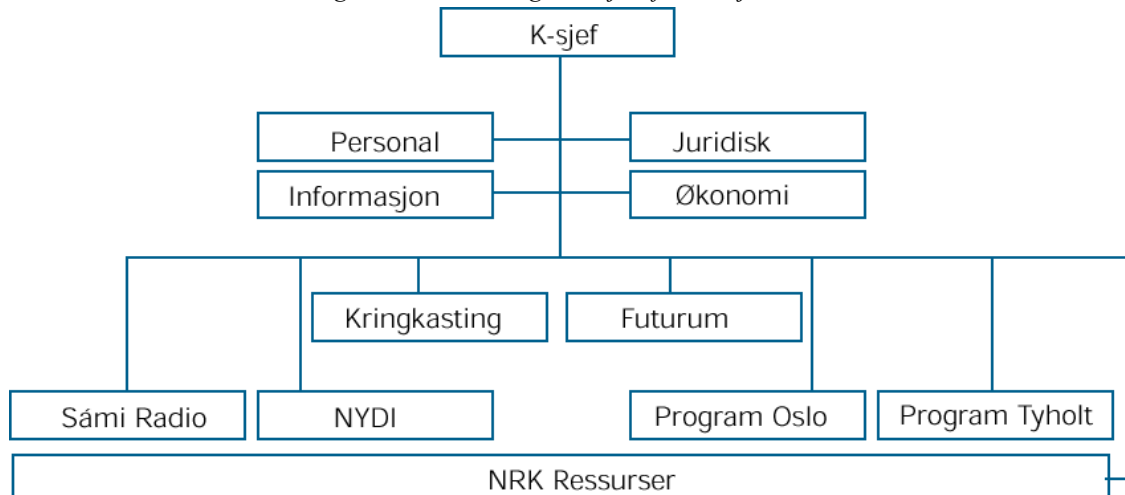 K-sjef
Personal
Juridisk
Informasjon
Økonomi
Kringkasting
Futurum
Sámi Radio
NYDI
Program Oslo
Program Tyholt
NRK Ressurser